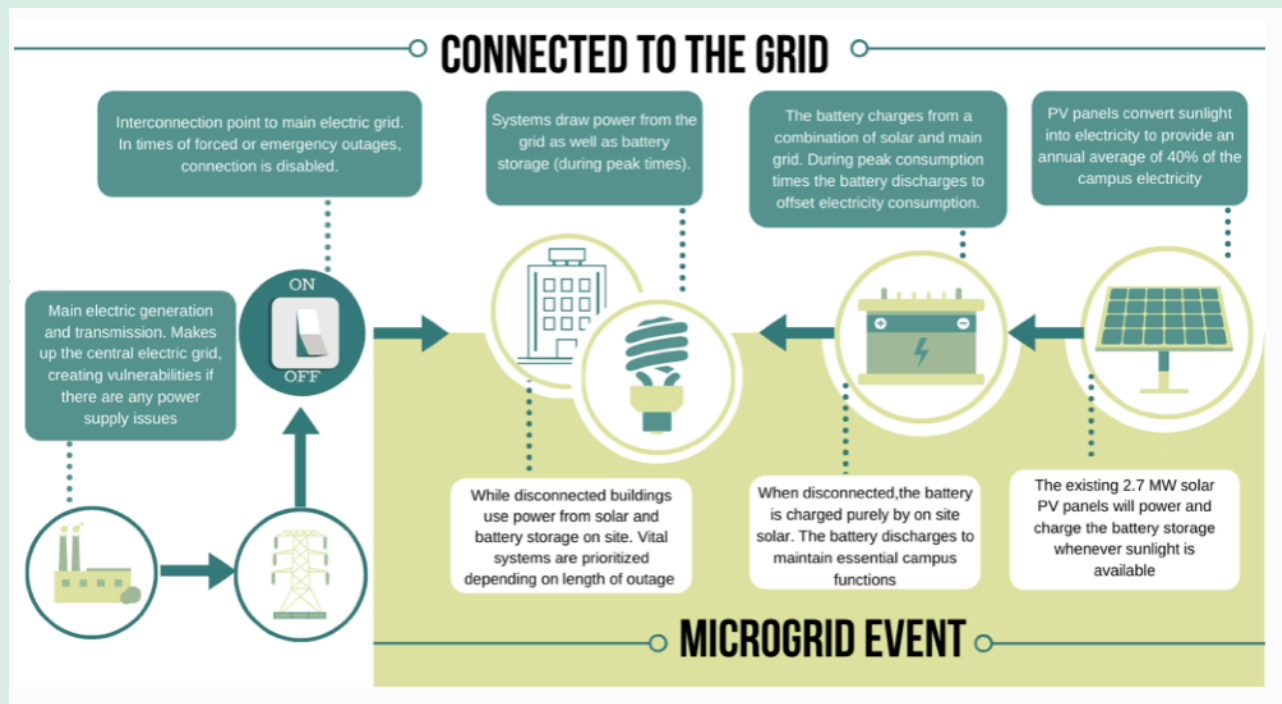 CONNECTED TO THE GRID
Interconnection point to main electric grid.
In times of forced or emergency outages,
connection is disabled.
Systems draw power from the
grid as well as battery
storage (during peak times).
The battery charges from a
combination of solar and main
grid. During peak consumption
times the battery discharges to
offset electricity consumption.
PV panels convert sunlight
into electricity to provide an
annual average of 40% of the
campus electricity
Main electric generation
and transmission. Makes
up the central electric grid,
creating vulnerabilities if
there are any power
supply issues
ON
OFF
While disconnected buildings
use power from solar and
battery storage on site. Vital
systems are prioritized
depending on length of outage
When disconnected,the battery
is charged purely by on site
solar. The battery discharges to
maintain essential campus
functions
The existing 2.7 MW solar
PV panels will power and
charge the battery storage
whenever sunlight is
available
MICROGRID EVENT